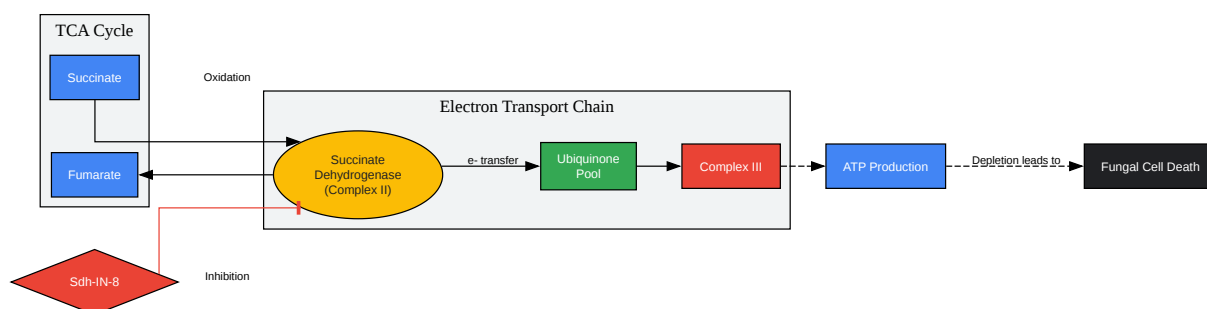 TCA Cycle
Succinate
Oxidation
Electron Transport Chain
Succinate
Dehydrogenase
(Complex II)
e- transfer
Ubiquinone
Pool
Complex III
ATP Production
Depletion leads to
Fungal Cell Death
Fumarate
Sdh-IN-8
Inhibition